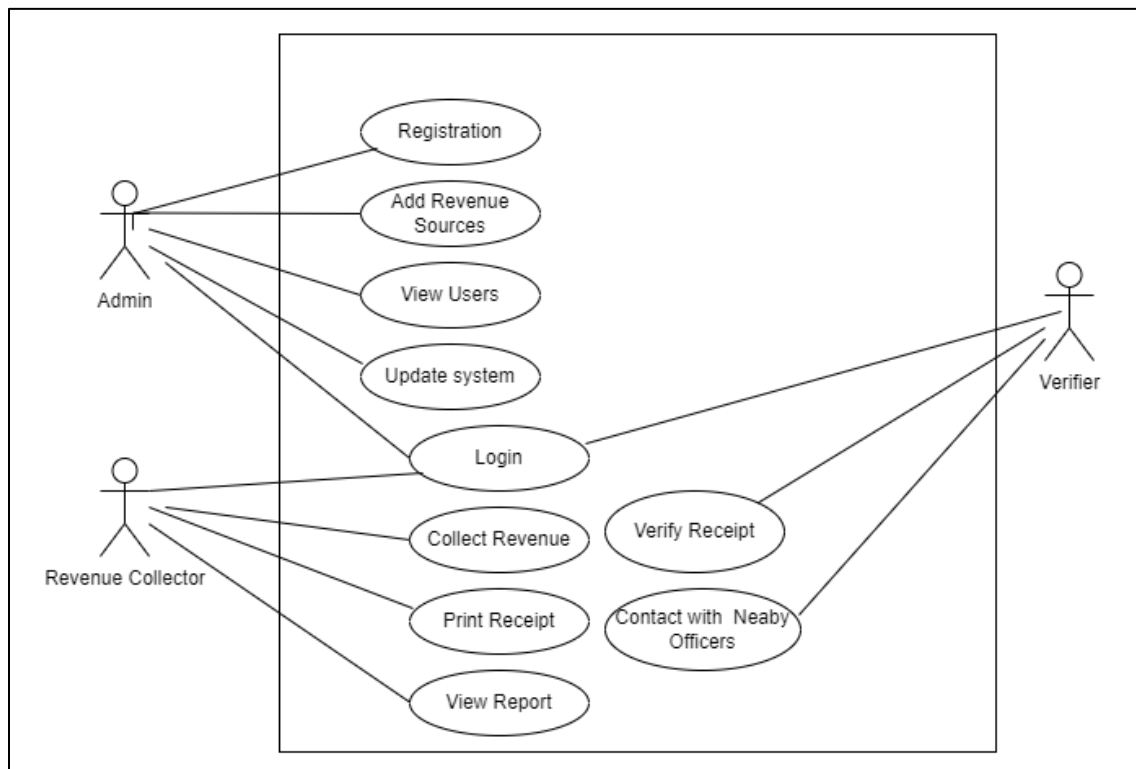 Registration
Add Revenue
Sources
Admin
View Users
Update system
Verifier
Login
Collect Revenue
Verify Receipt
Revenue Collector
Print Receipt
Contact with Neaby
Officers
View Report